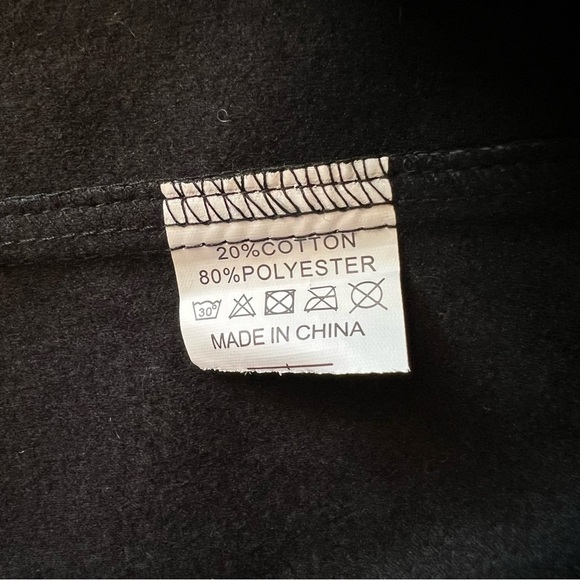 20%COTTON
80%POLYESTER
30°
MADE IN CHINA